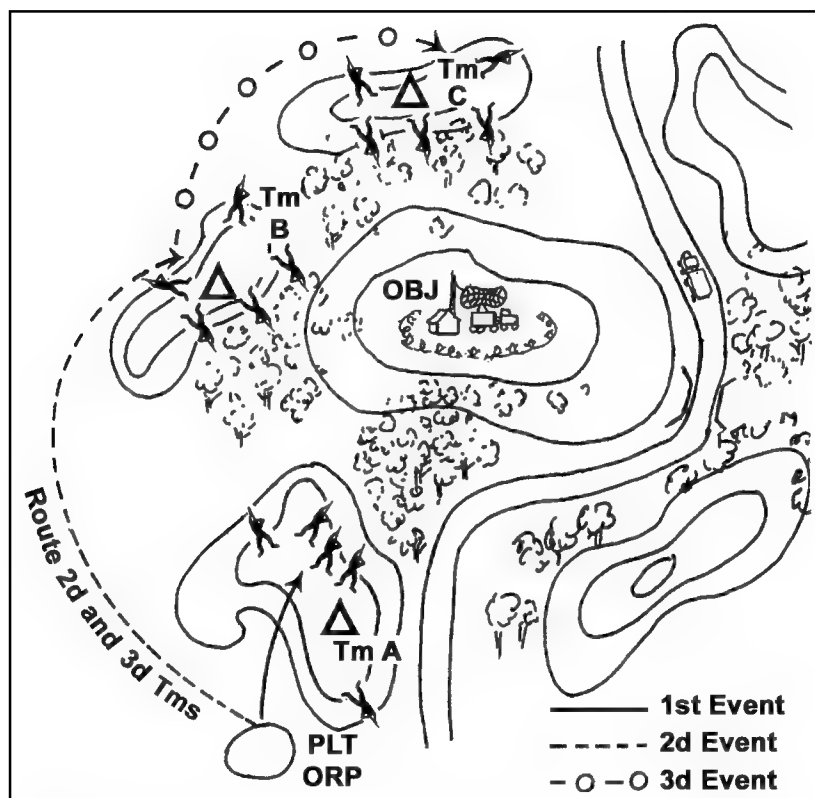 Tm
C
Tm
B
OBJ
Route 2d and 3d Tms
Tm A
PLT
ORP
1st Event
2d Event
3d Event